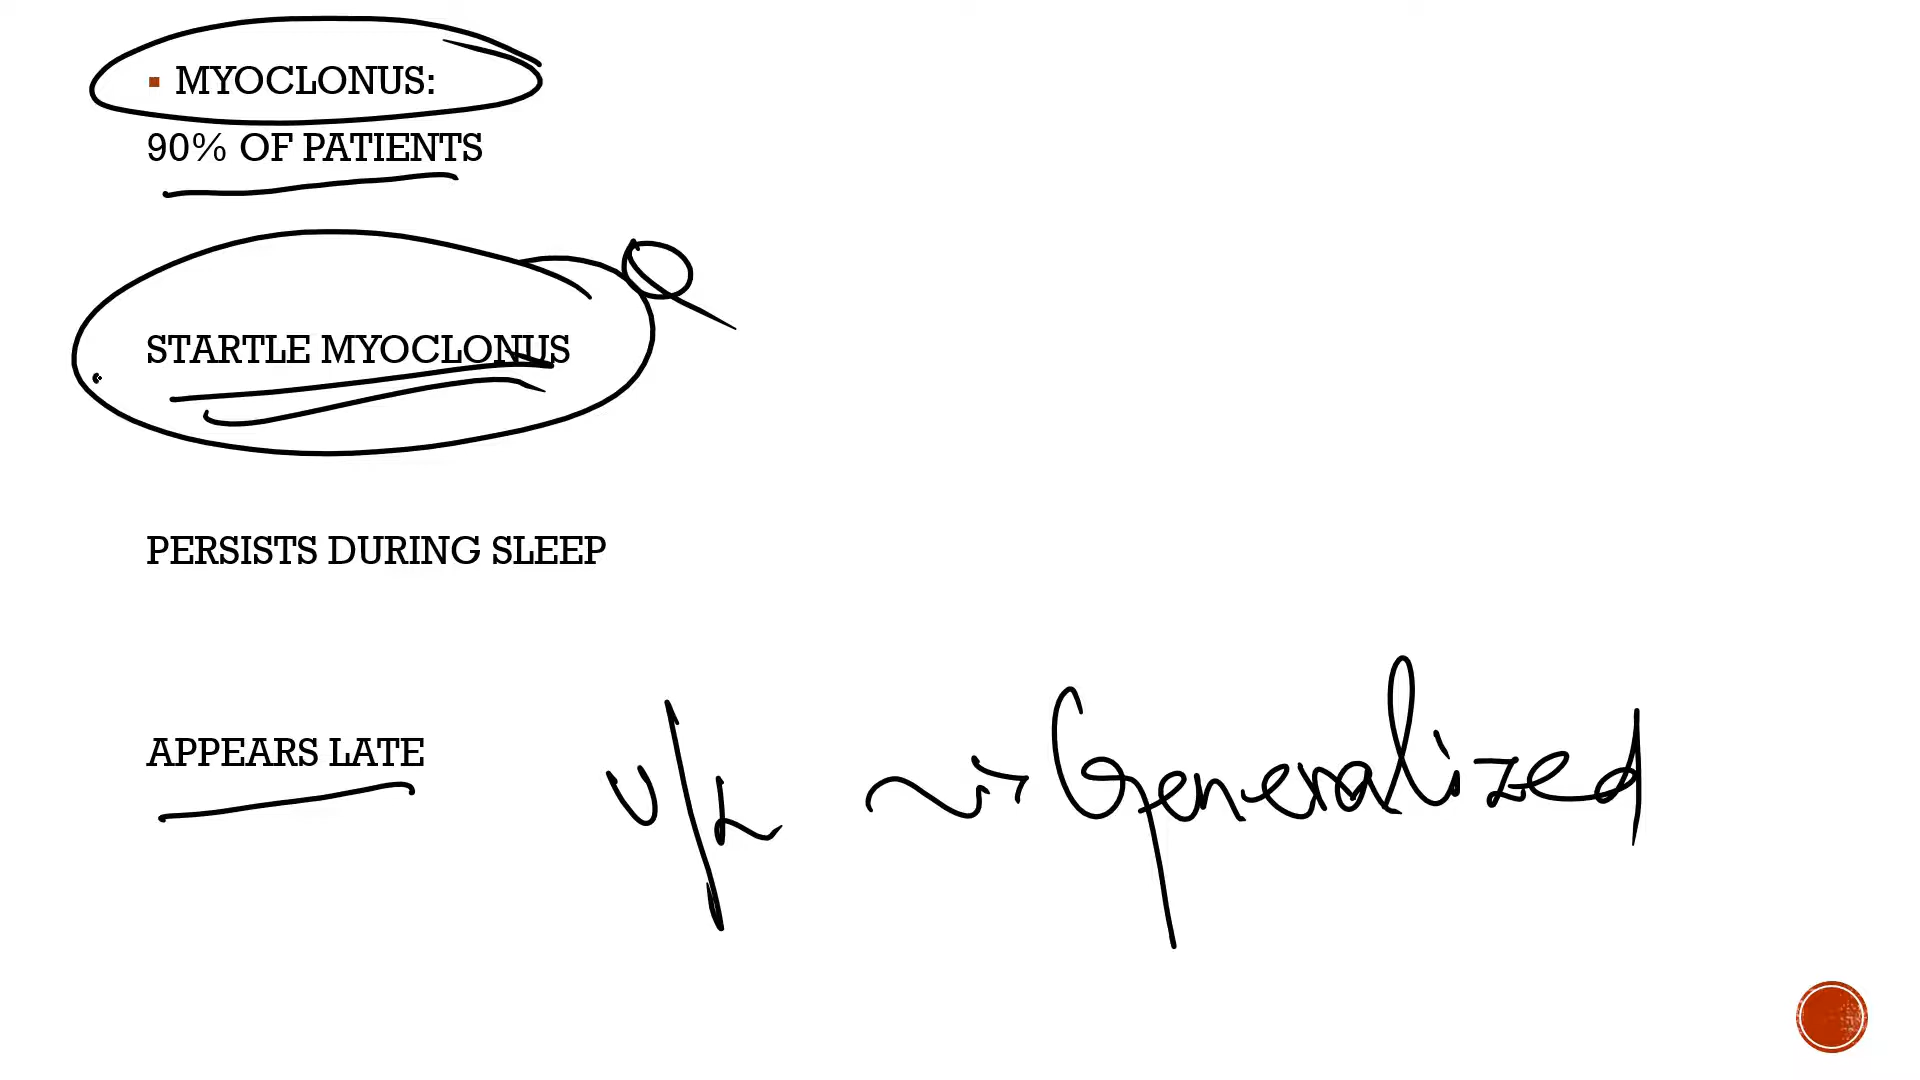 MYOCLONUS:
90% OF PATIENTS
STARTLE MYOCLONUS
PERSISTS DURING SLEEP
APPEARS LATE
U/L → Generalized